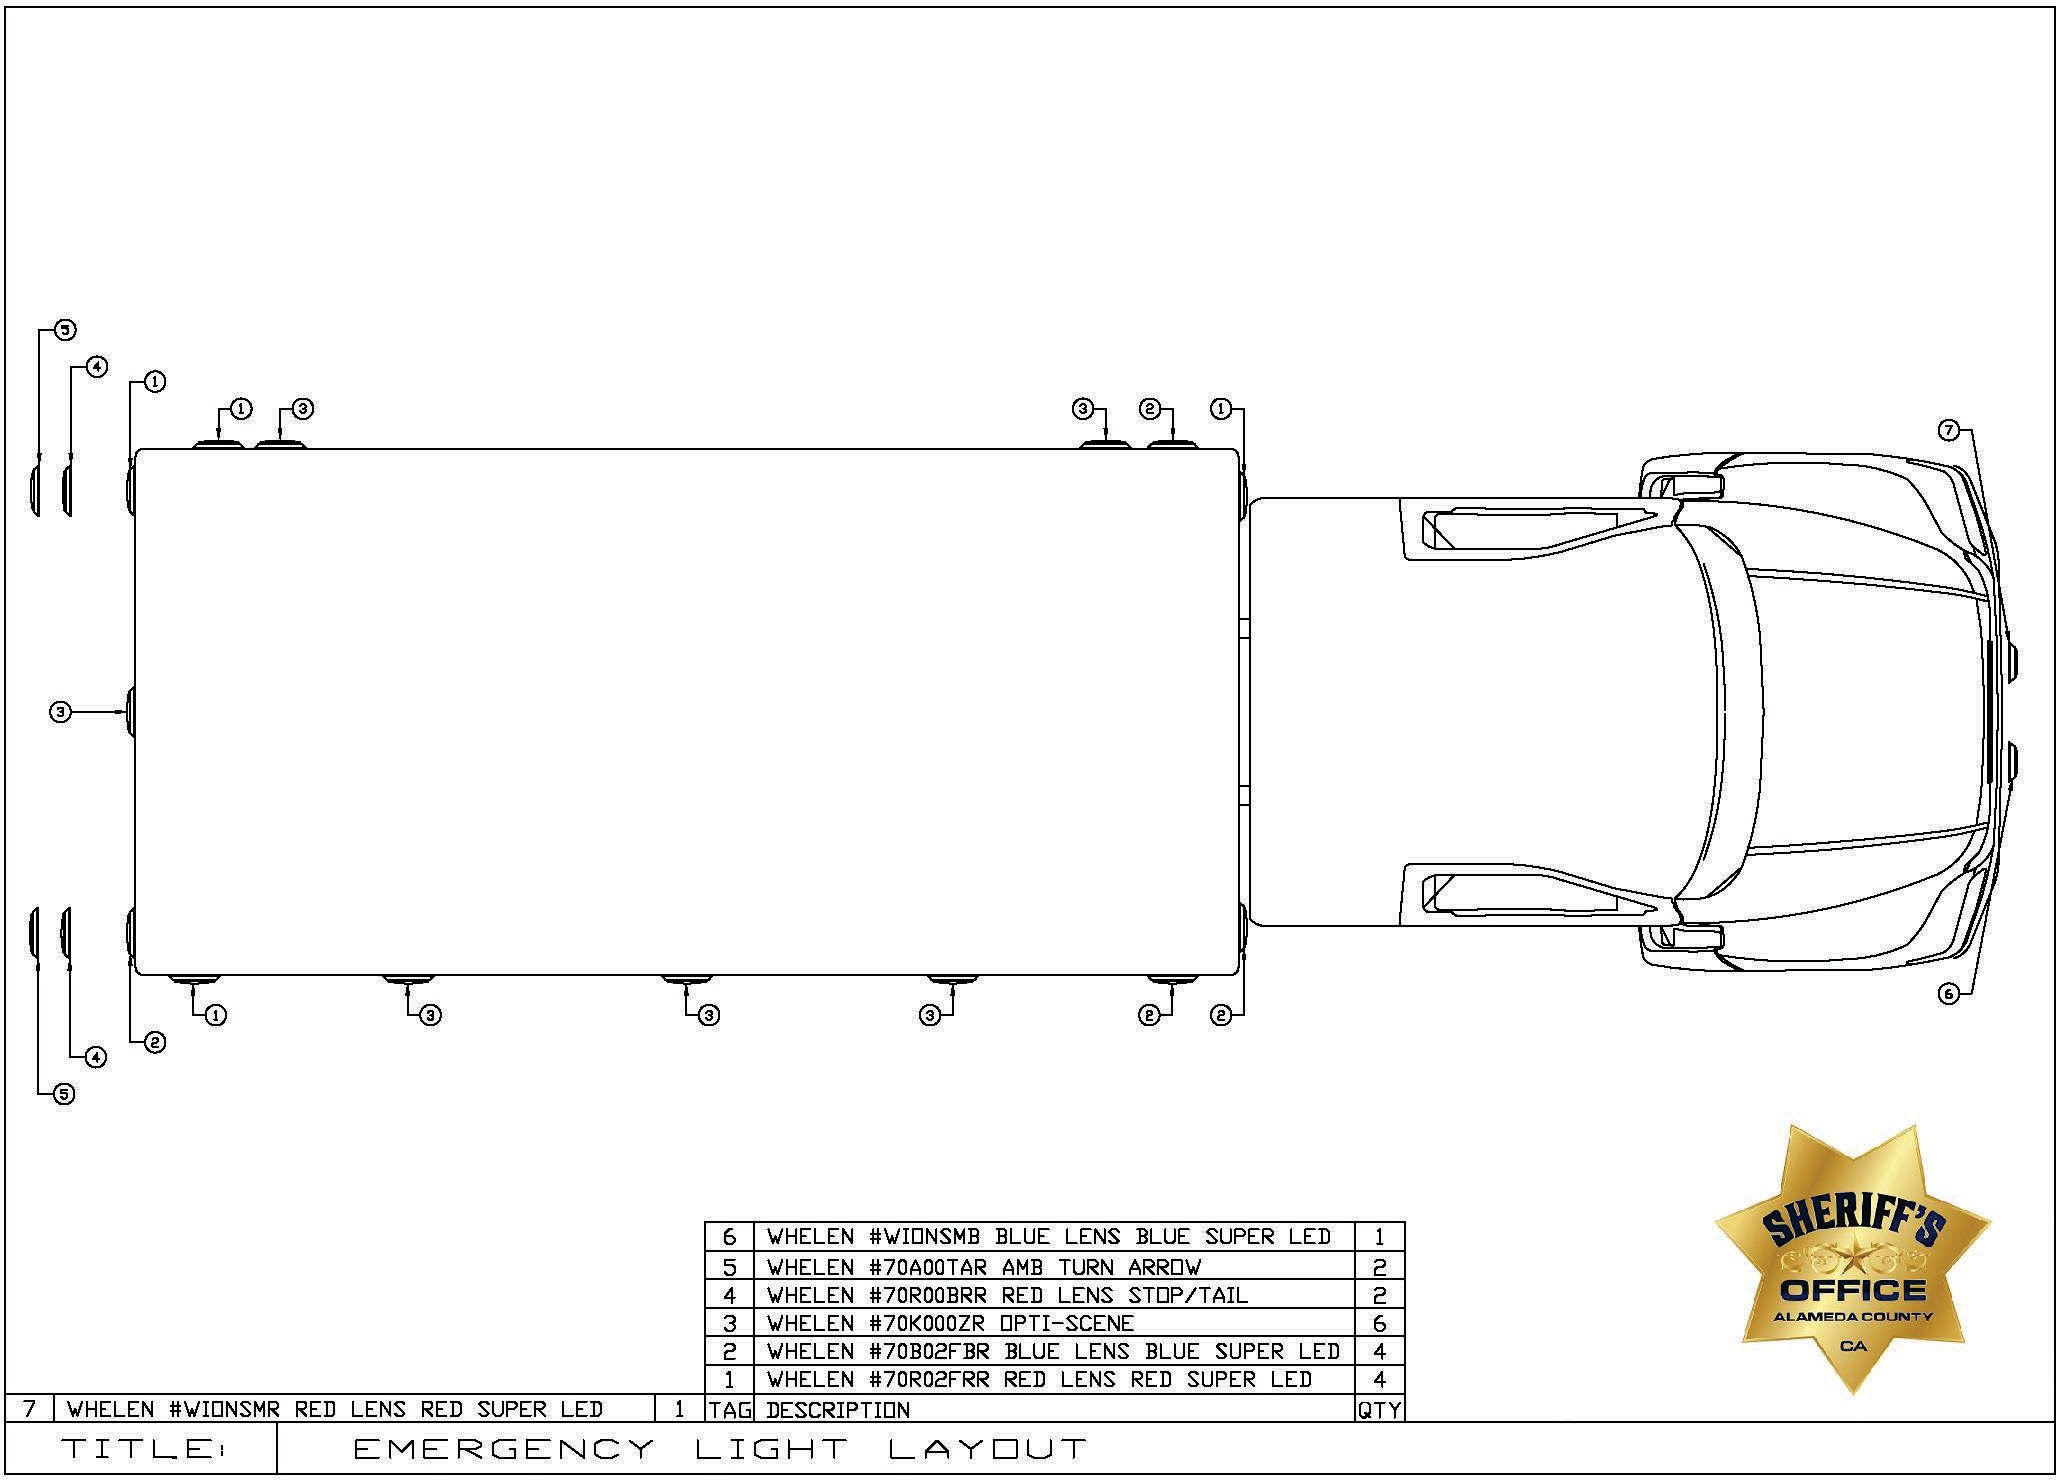 5
4
1
1
3
3
2
1
7
3
1
3
3
3
2
2
6
2
4
5
SHERIFF'S
OFFICE
ALAMEDA COUNTY
CA
6 WHELEN #WIONSMB BLUE LENS BLUE SUPER LED 1
5 WHELEN #70A00TAR AMB TURN ARROW 2
4 WHELEN #70R00BRR RED LENS STOP/TAIL 2
3 WHELEN #70K000ZR OPTI-SCENE 6
2 WHELEN #70B02FBR BLUE LENS BLUE SUPER LED 4
1 WHELEN #70R02FRR RED LENS RED SUPER LED 4
7 WHELEN #WIONSMR RED LENS RED SUPER LED 1
TAG DESCRIPTION QTY
TITLE: EMERGENCY LIGHT LAYOUT